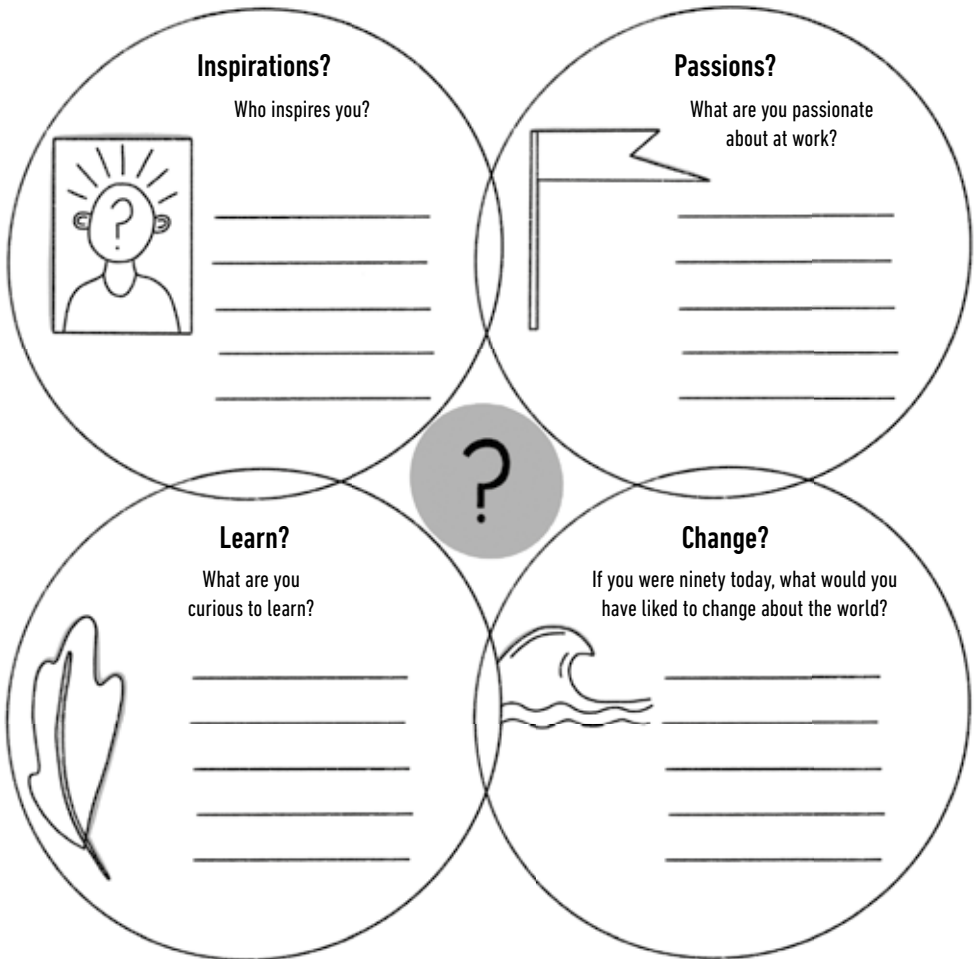 Inspirations?
Who inspires you?
?
Passions?
What are you passionate
about at work?
?
Learn?
What are you
curious to learn?
Change?
If you were ninety today, what would you
have liked to change about the world?